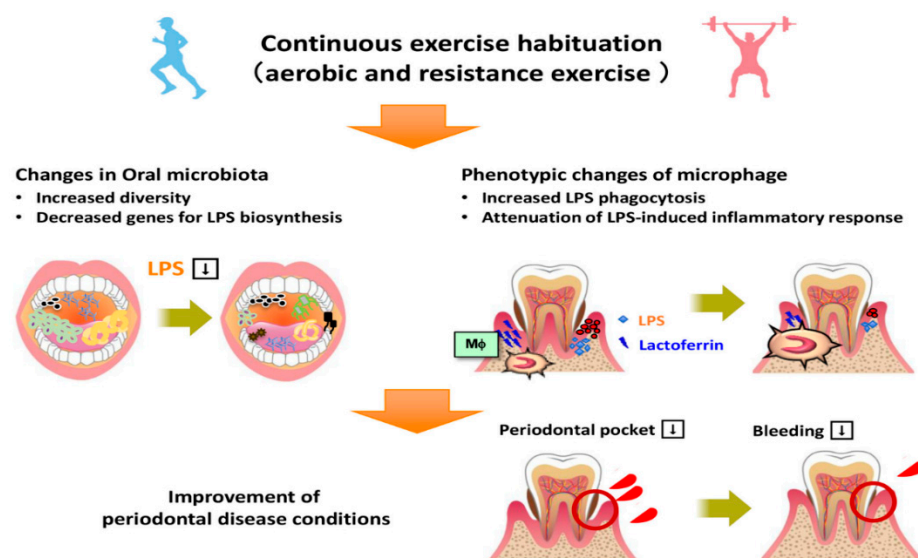 Continuous exercise habituation
（aerobic and resistance exercise ）
Changes in Oral microbiota
• Increased diversity
• Decreased genes for LPS biosynthesis
LPS ↓
Phenotypic changes of microphage
• Increased LPS phagocytosis
• Attenuation of LPS-induced inflammatory response
Mϕ
LPS
Lactoferrin
Periodontal pocket ↓
Bleeding ↓
Improvement of
periodontal disease conditions